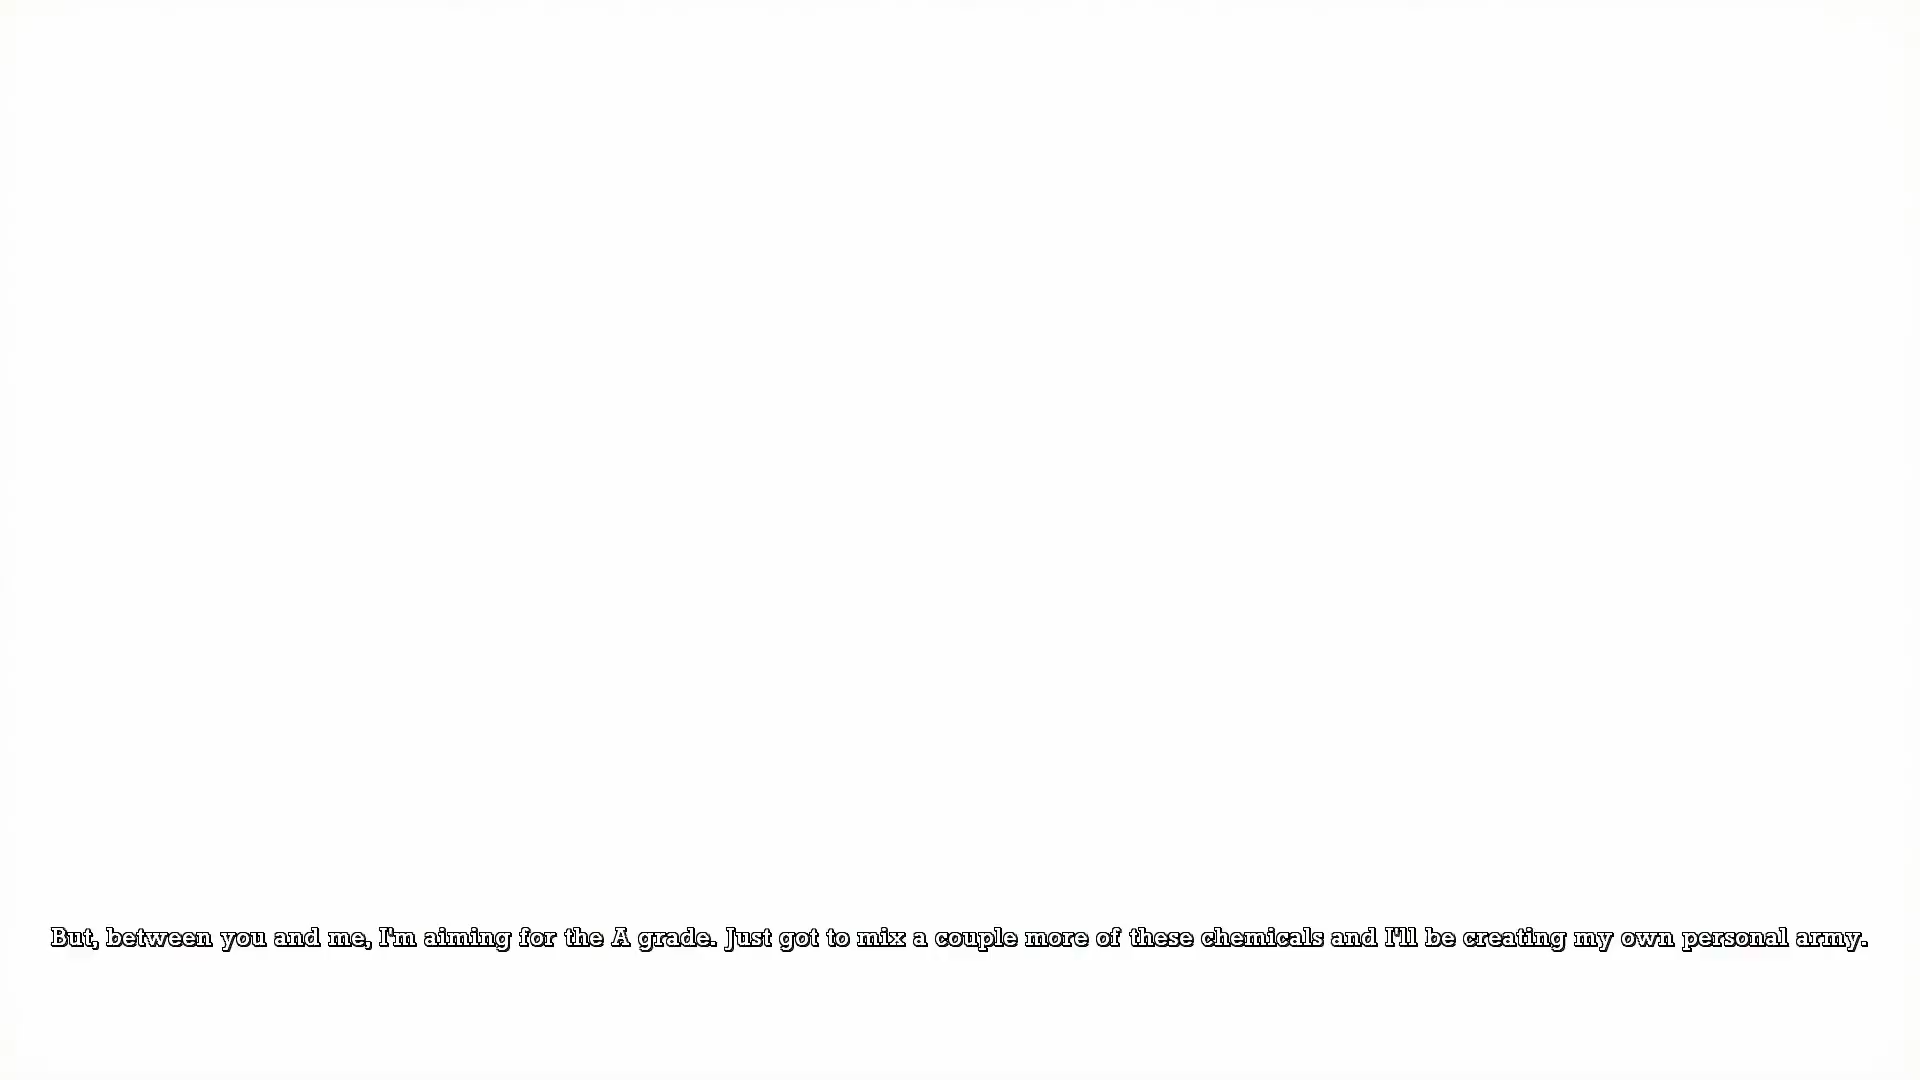 But, between you and me, I'm aiming for the A grade. Just got to mix a couple more of these chemicals and I'll be creating my own personal army.